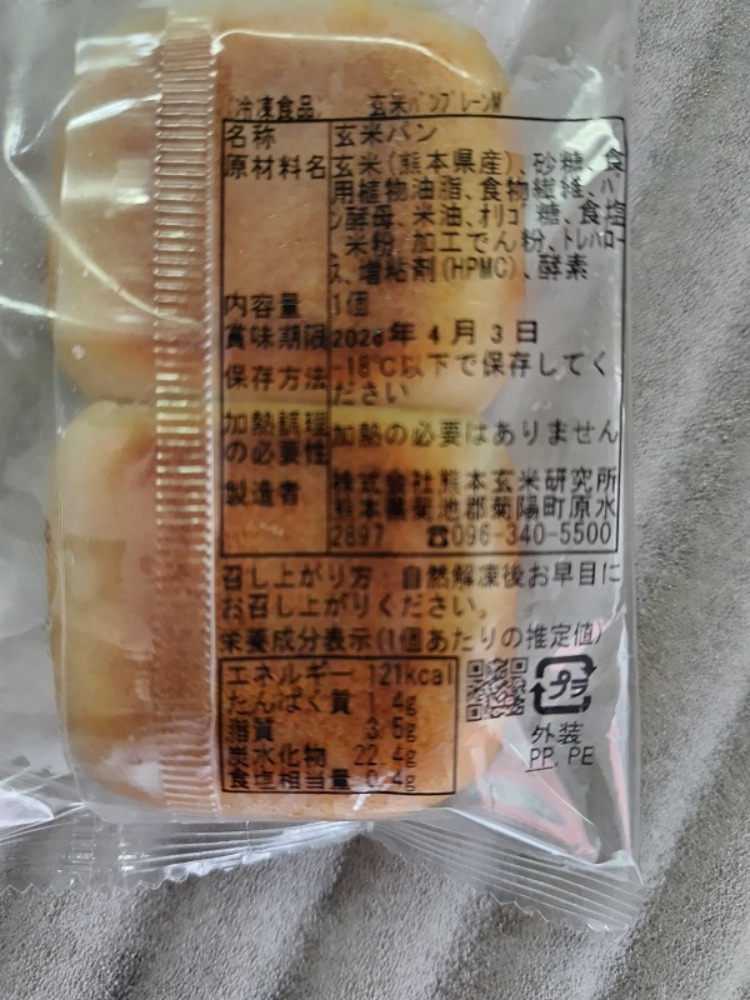 (冷凍食品) 玄米パンプレーンM
名称 玄米パン
原材料名 玄米(熊本県産)、砂糖、食
用植物油脂、食物繊維、パ
ン酵母、米油、オリゴ糖、食塩
、米粉/加工でん粉、トレハロー
ス、増粘剤(HPMC)、酵素
内容量 1個
賞味期限 2026年4月3日
保存方法 -18℃以下で保存してく
ださい
加熱調理
の必要性 加熱の必要はありません
製造者 株式会社熊本玄米研究所
熊本県菊池郡菊陽町原水
2897 ☎096-340-5500
召し上がり方:自然解凍後お早目に
お召し上がりください。
栄養成分表示(1個あたりの推定値)
エネルギー 121kcal
たんぱく質 1.4g
脂質 g
炭水化物 22.4g
食塩相当量 0.4g
プラ
外装
PP,PE